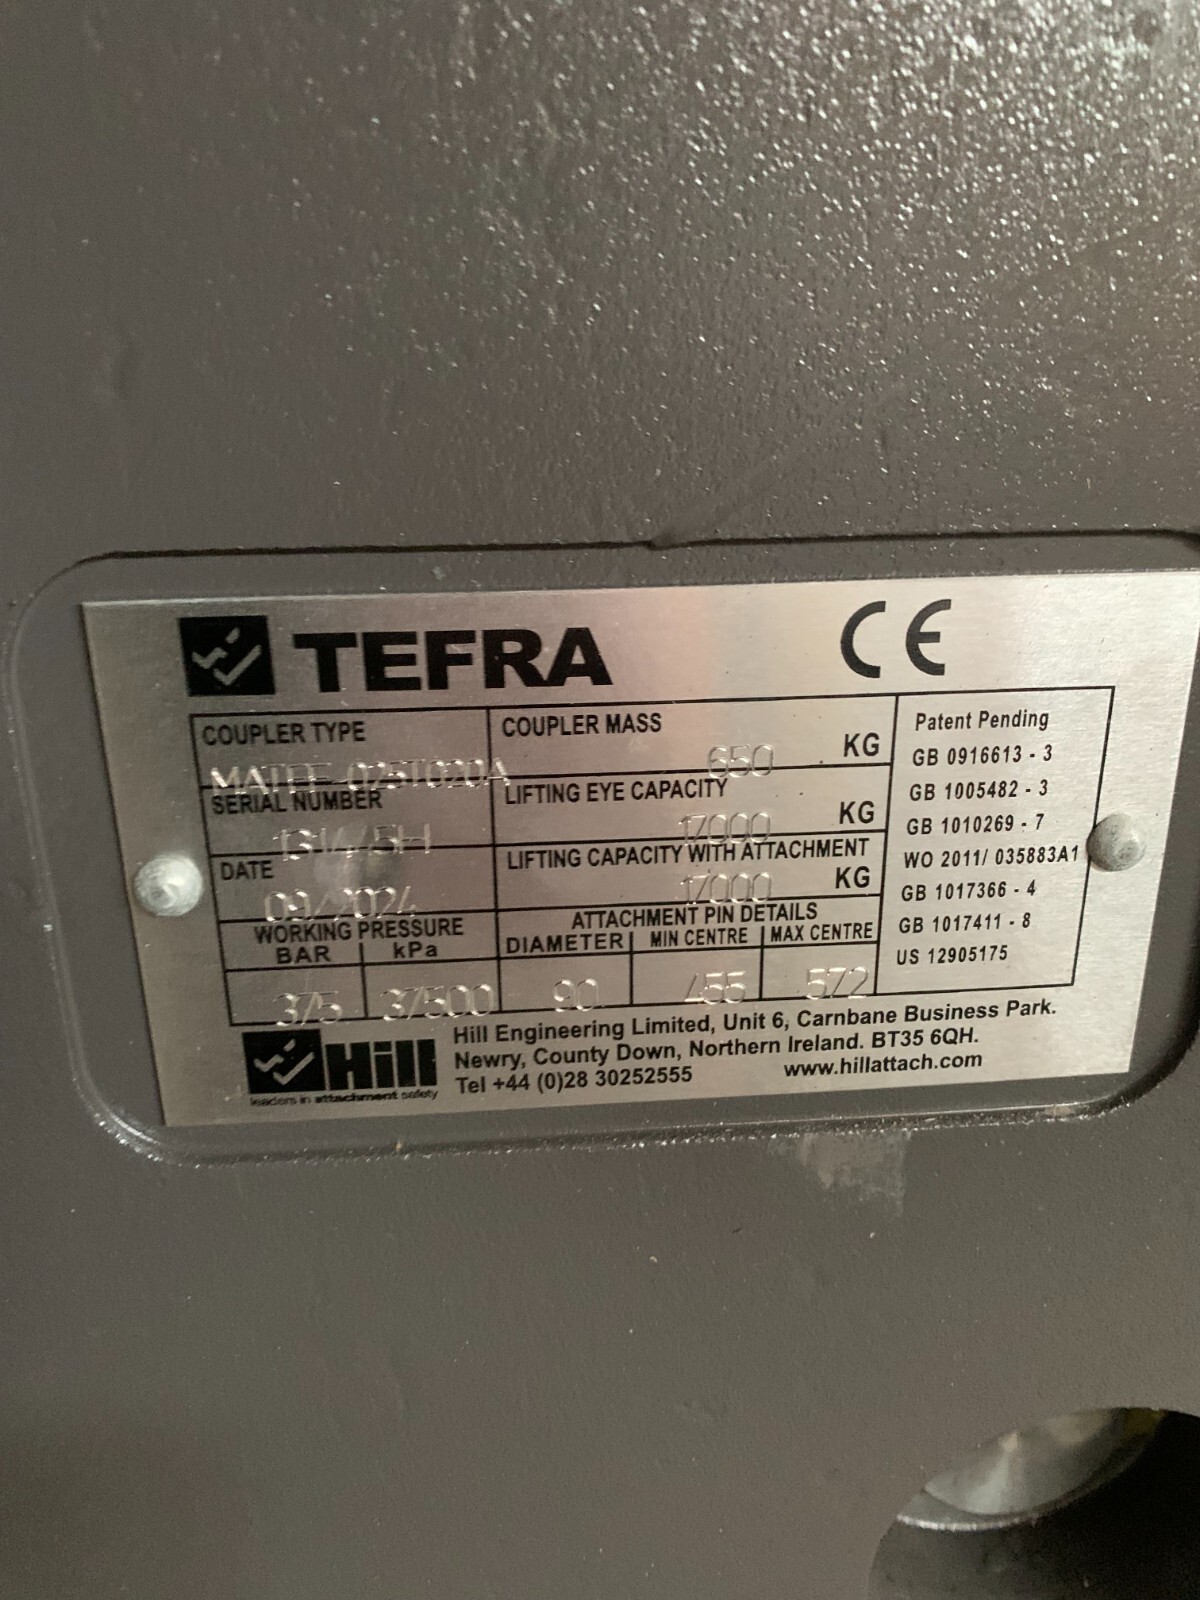 TEFRA
CE
COUPLER TYPE
COUPLER MASS
650 KG
SERIAL NUMBER
LIFTING EYE CAPACITY
17000 KG
DATE
09/2024
LIFTING CAPACITY WITH ATTACHMENT
17000 KG
WORKING PRESSURE
BAR kPa
375 37500
ATTACHMENT PIN DETAILS
DIAMETER MIN CENTRE MAX CENTRE
90 455 572
Patent Pending
GB 0916613 - 3
GB 1005482 - 3
GB 1010269 - 7
WO 2011/ 035883A1
GB 1017366 - 4
GB 1017411 - 8
US 12905175
Hill
leaders in attachment safety
Hill Engineering Limited, Unit 6, Carnbane Business Park.
Newry, County Down, Northern Ireland. BT35 6QH.
Tel +44 (0)28 30252555 www.hillattach.com